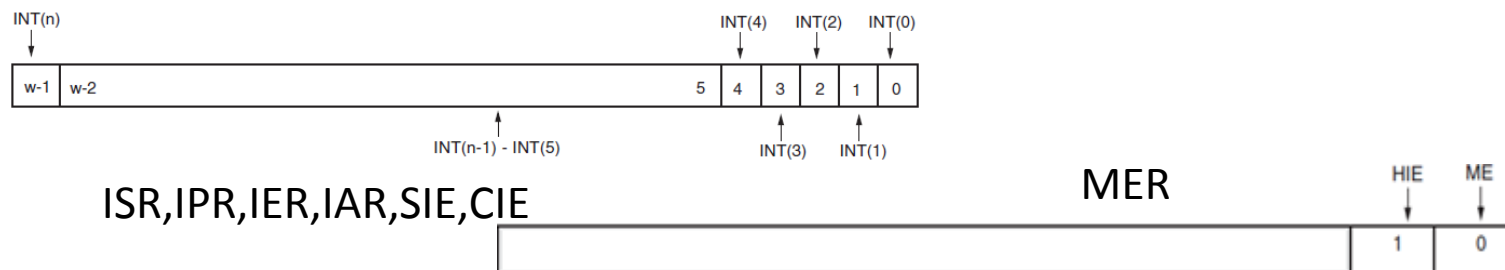 INT(n) INT(4) INT(2) INT(0)
w-1 w-2 5 4 3 2 1 0
INT(n-1) - INT(5) INT(3) INT(1)
ISR,IPR,IER,IAR,SIE,CIE
MER HIE ME
1 0